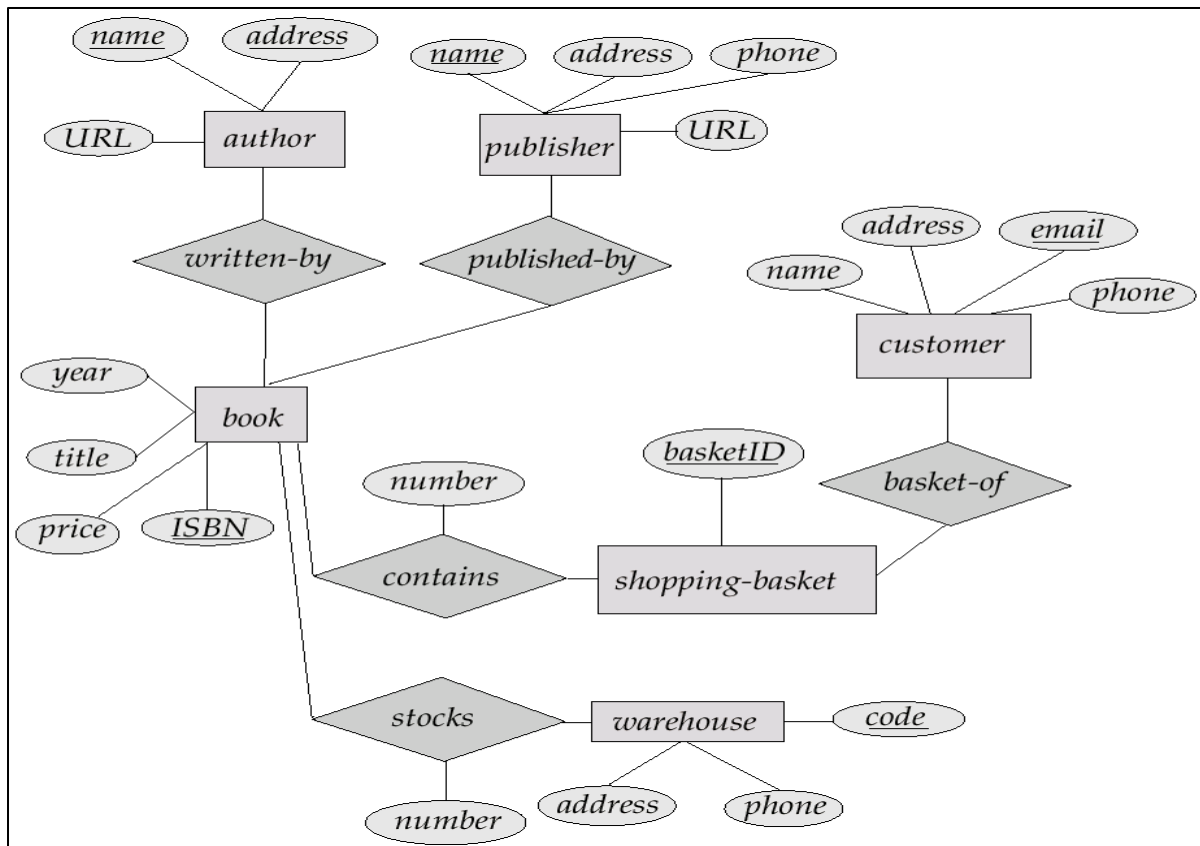 name
address
name
address
phone
URL
author
publisher
URL
written-by
published-by
address
email
name
phone
customer
year
book
title
basketID
number
basket-of
price
ISBN
contains
shopping-basket
stocks
warehouse
code
address
phone
number